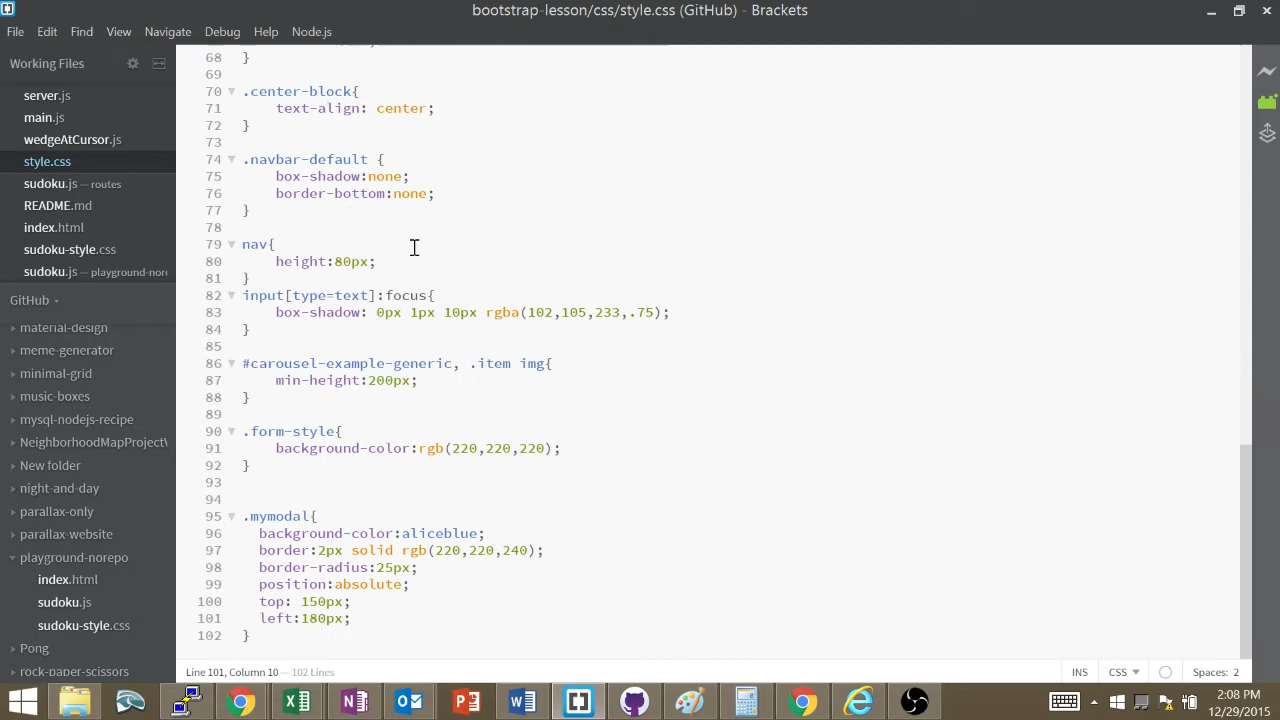 bootstrap-lesson/css/style.css (GitHub) - Brackets
File Edit Find View Navigate Debug Help Node.js
Working Files
server.js
main.js
wedgeAtCursor.js
style.css
sudoku.js — routes
README.md
index.html
sudoku-style.css
sudoku.js — playground-nore
GitHub
material-design
meme-generator
minimal-grid
music-boxes
mysql-nodejs-recipe
NeighborhoodMapProject
New folder
night-and-day
parallax-only
parallax-website
playground-norepo
index.html
sudoku.js
sudoku-style.css
Pong
rock-paper-scissors
68 }
69
70 .center-block{
71 text-align: center;
72 }
73
74 .navbar-default {
75 box-shadow:none;
76 border-bottom:none;
77 }
78
79 nav{
80 height:80px;
81 }
82 input[type=text]:focus{
83 box-shadow: 0px 1px 10px rgba(102,105,233,.75);
84 }
85
86 #carousel-example-generic, .item img{
87 min-height:200px;
88 }
89
90 .form-style{
91 background-color:rgb(220,220,220);
92 }
93
94
95 .mymodal{
96 background-color:aliceblue;
97 border:2px solid rgb(220,220,240);
98 border-radius:25px;
99 position:absolute;
100 top: 150px;
101 left:180px;
102 }
Line 101, Column 10 — 102 Lines
INS CSS Spaces: 2
2:08 PM
12/29/2015